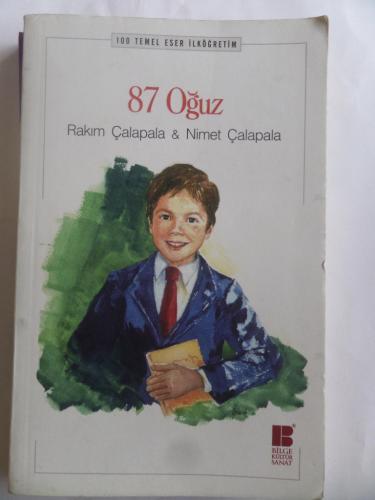 100 TEMEL ESER İLKÖĞRETİM
87 Oğuz
Rakım Çalapala & Nimet Çalapala
B
BİLGE
KÜLTÜR
SANAT